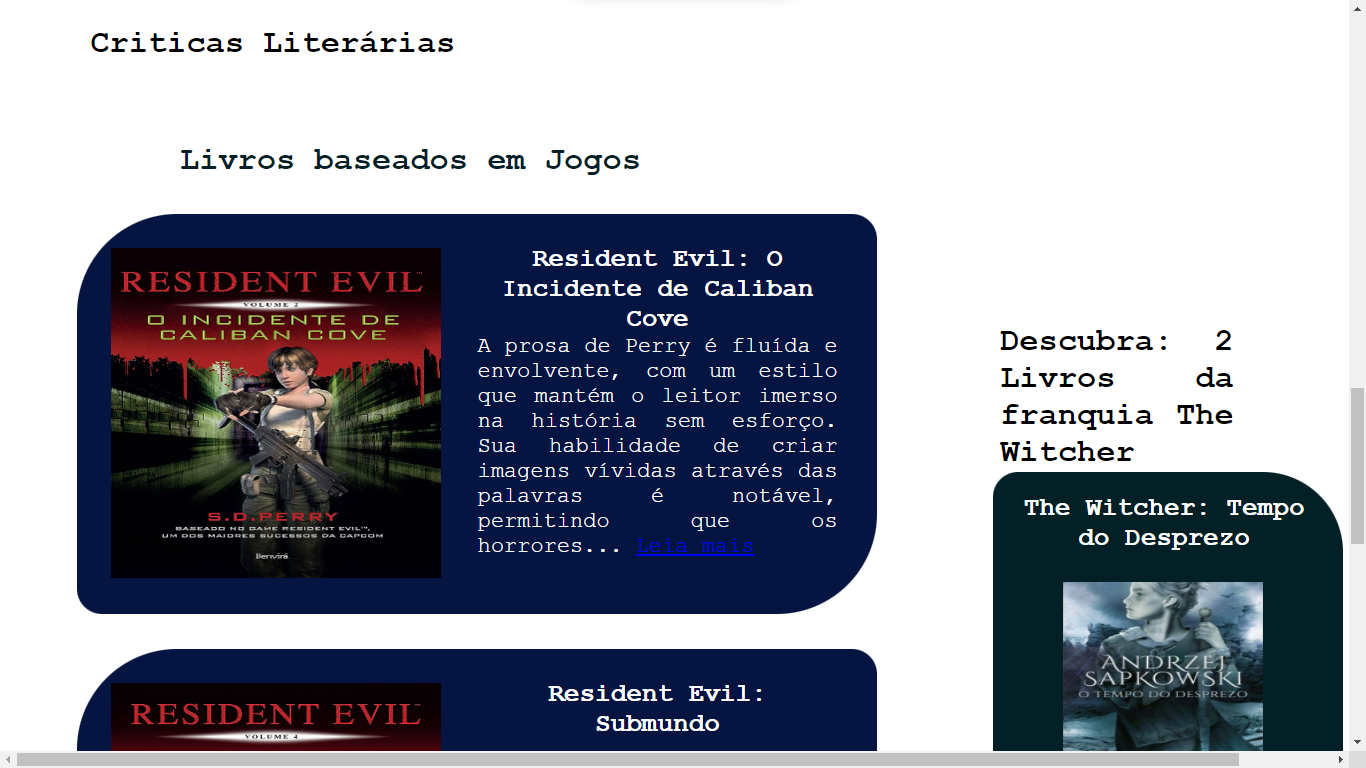 Criticas Literárias
Livros baseados em Jogos
RESIDENT EVIL™
VOLUME 2
O INCIDENTE DE
CALIBAN COVE
S.D.PERRY
BASEADO NO GAME RESIDENT EVIL™,
UM DOS MAIORES SUCESSOS DA CAPCOM
Benvirá
Resident Evil: O
Incidente de Caliban
Cove
A prosa de Perry é fluída e
envolvente, com um estilo
que mantém o leitor imerso
na história sem esforço.
Sua habilidade de criar
imagens vívidas através das
palavras é notável,
permitindo que os
horrores... Leia mais
RESIDENT EVIL™
VOLUME 4
Resident Evil:
Submundo
Descubra: 2
Livros da
franquia The
Witcher
The Witcher: Tempo
do Desprezo
ANDRZEJ
SAPKOWSKI
O TEMPO DO DESPREZO